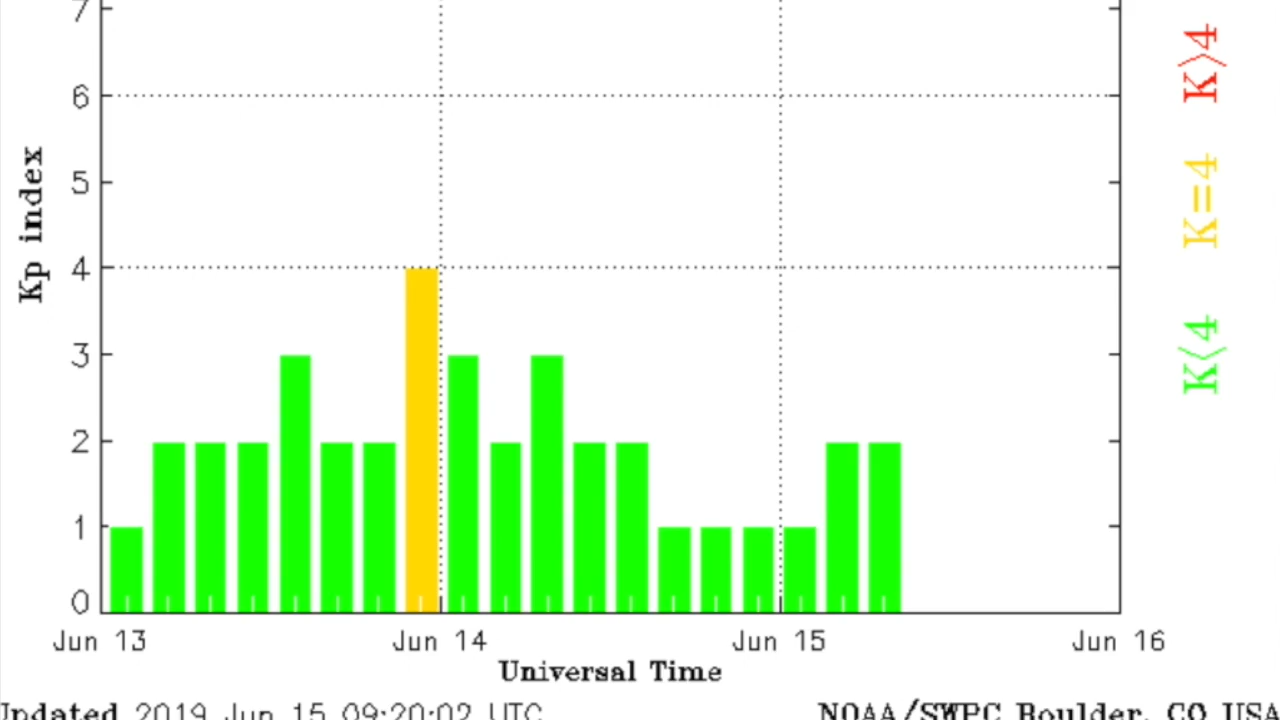 7
6
5
4
3
2
1
0
Kp index
Jun 13 Jun 14 Jun 15 Jun 16
Universal Time
Updated 2019 Jun 15 09:20:02 UTC
NOAA/SWPC Boulder, CO USA
K>4
K=4
K<4